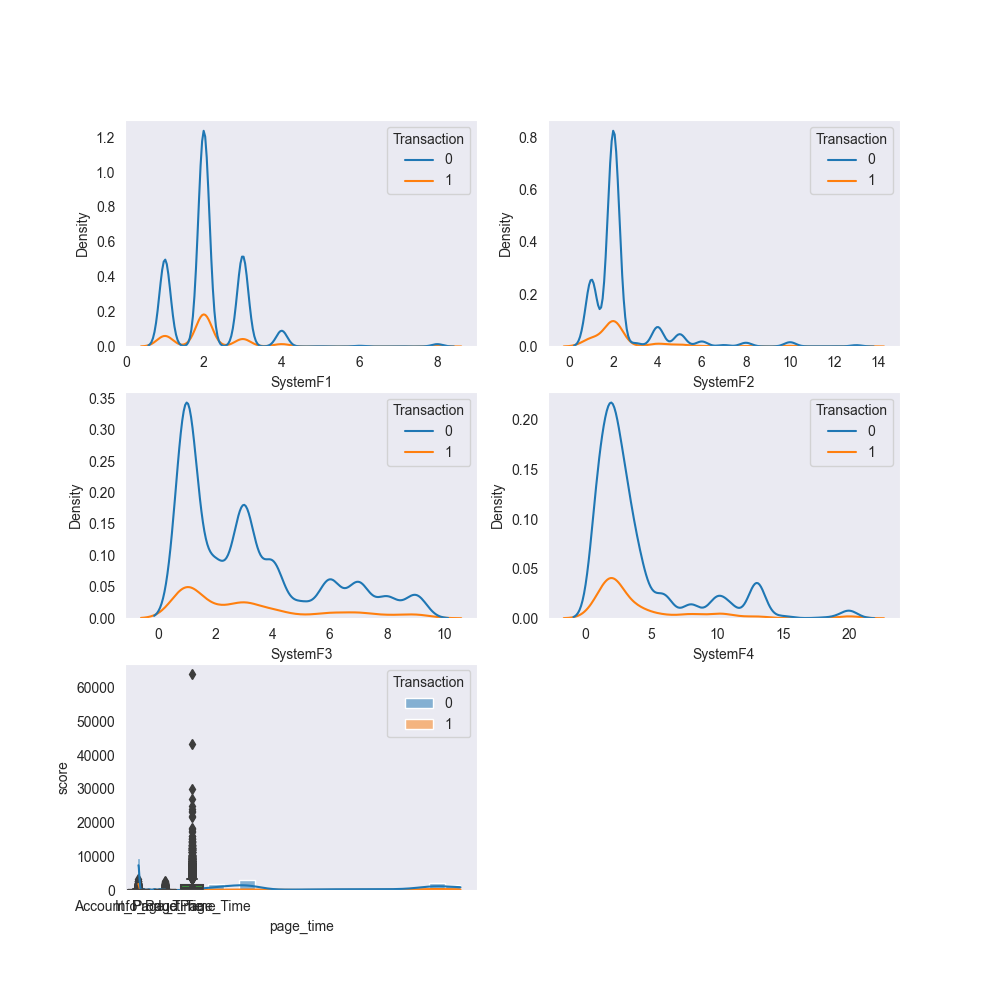 Transaction
0
1
1.2
1.0
0.8
0.6
0.4
0.2
0.0
Density
0 2 4 6 8
SystemF1
Transaction
0
1
0.8
0.6
0.4
0.2
0.0
Density
0 2 4 6 8 10 12 14
SystemF2
Transaction
0
1
0.35
0.30
0.25
0.20
0.15
0.10
0.05
0.00
Density
0 2 4 6 8 10
SystemF3
Transaction
0
1
0.20
0.15
0.10
0.05
0.00
Density
0 5 10 15 20
SystemF4
Transaction
0
1
60000
50000
40000
30000
20000
10000
0
score
page_time